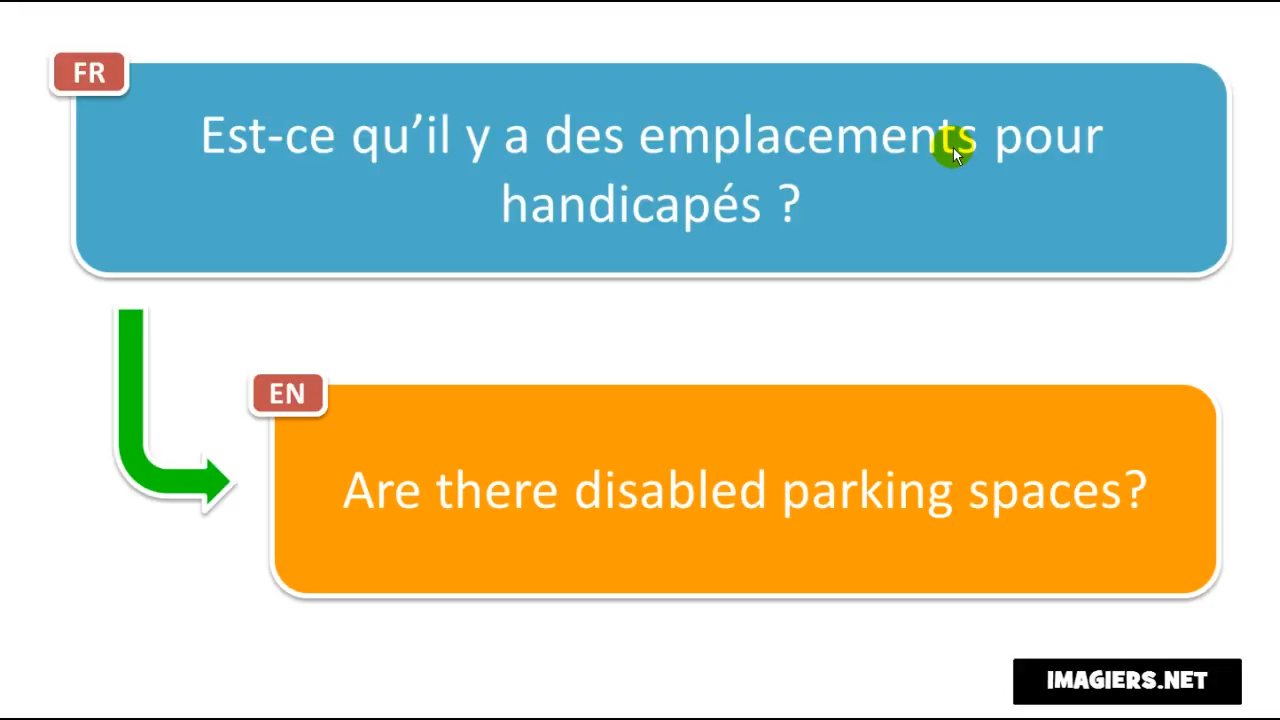 FR
Est-ce qu’il y a des emplacements pour
handicapés ?
EN
Are there disabled parking spaces?
IMAGIERS.NET